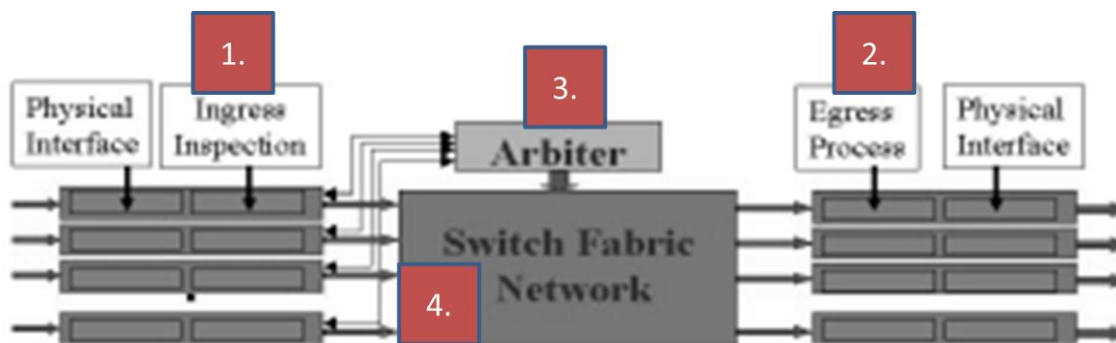 1.
2.
3.
Physical
Interface
Ingress
Inspection
Arbiter
Egress
Process
Physical
Interface
Switch Fabric
Network
4.